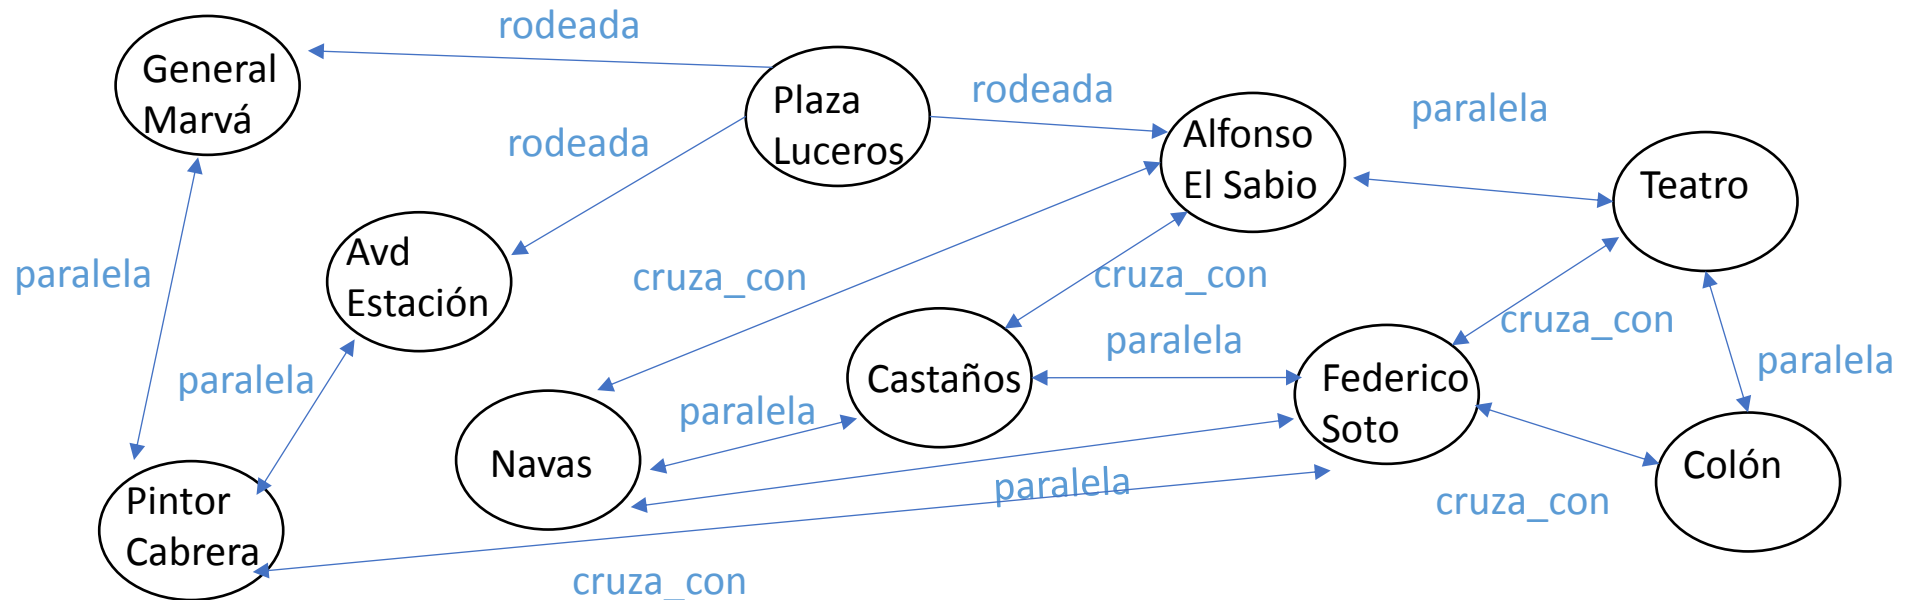 rodeada
General
Marvá
Plaza
Luceros
rodeada
paralela
Alfonso
El Sabio
rodeada
Teatro
Avd
Estación
paralela
cruza_con
cruza_con
cruza_con
paralela
paralela
paralela
Castaños
Federico
Soto
paralela
Navas
Colón
paralela
cruza_con
Pintor
Cabrera
cruza_con